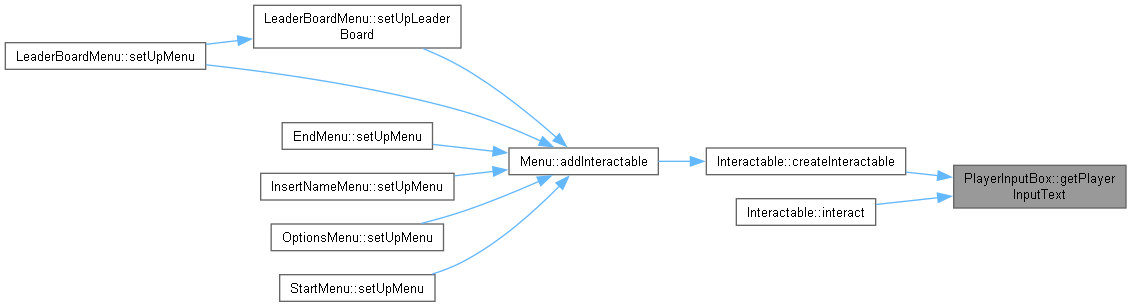 LeaderBoardMenu::setUpLeader
Board
LeaderBoardMenu::setUpMenu
EndMenu::setUpMenu
Menu::addInteractable
Interactable::createInteractable
PlayerInputBox::getPlayer
InputText
InsertNameMenu::setUpMenu
Interactable::interact
OptionsMenu::setUpMenu
StartMenu::setUpMenu